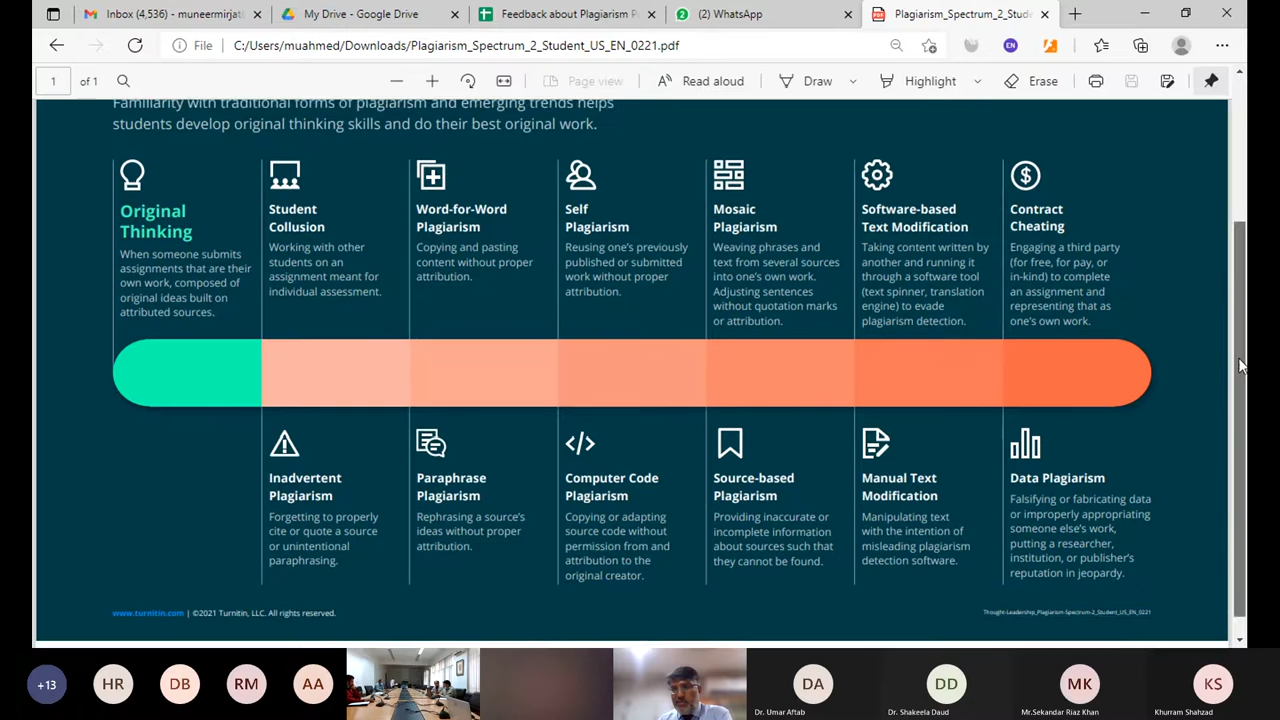 Inbox (4,536) - muneermirjat
My Drive - Google Drive
Feedback about Plagiarism P
(2) WhatsApp
Plagiarism_Spectrum_2_Stude
File
C:/Users/muahmed/Downloads/Plagiarism_Spectrum_2_Student_US_EN_0221.pdf
EN
1
of 1
Page view
Read aloud
Draw
Highlight
Erase
Familiarity with traditional forms of plagiarism and emerging trends helps
students develop original thinking skills and do their best original work.
Original
Thinking
When someone submits
assignments that are their
own work, composed of
original ideas built on
attributed sources.
Student
Collusion
Working with other
students on an
assignment meant for
individual assessment.
Word-for-Word
Plagiarism
Copying and pasting
content without proper
attribution.
Self
Plagiarism
Reusing one’s previously
published or submitted
work without proper
attribution.
Mosaic
Plagiarism
Weaving phrases and
text from several sources
into one’s own work.
Adjusting sentences
without quotation marks
or attribution.
Software-based
Text Modification
Taking content written by
another and running it
through a software tool
(text spinner, translation
engine) to evade
plagiarism detection.
Contract
Cheating
Engaging a third party
(for free, for pay, or
in-kind) to complete
an assignment and
representing that as
one’s own work.
Inadvertent
Plagiarism
Forgetting to properly
cite or quote a source
or unintentional
paraphrasing.
Paraphrase
Plagiarism
Rephrasing a source’s
ideas without proper
attribution.
Computer Code
Plagiarism
Copying or adapting
source code without
permission from and
attribution to the
original creator.
Source-based
Plagiarism
Providing inaccurate or
incomplete information
about sources such that
they cannot be found.
Manual Text
Modification
Manipulating text
with the intention of
misleading plagiarism
detection software.
Data Plagiarism
Falsifying or fabricating data
or improperly appropriating
someone else’s work,
putting a researcher,
institution, or publisher’s
reputation in jeopardy.
www.turnitin.com | ©2021 Turnitin, LLC. All rights reserved.
Thought-Leadership_Plagiarism-Spectrum-2_Student_US_EN_0221
+13
HR
DB
RM
AA
DA
DD
MK
KS
Dr. Umar Aftab
Dr. Shakeela Daud
Mr.Sekandar Riaz Khan
Khurram Shahzad